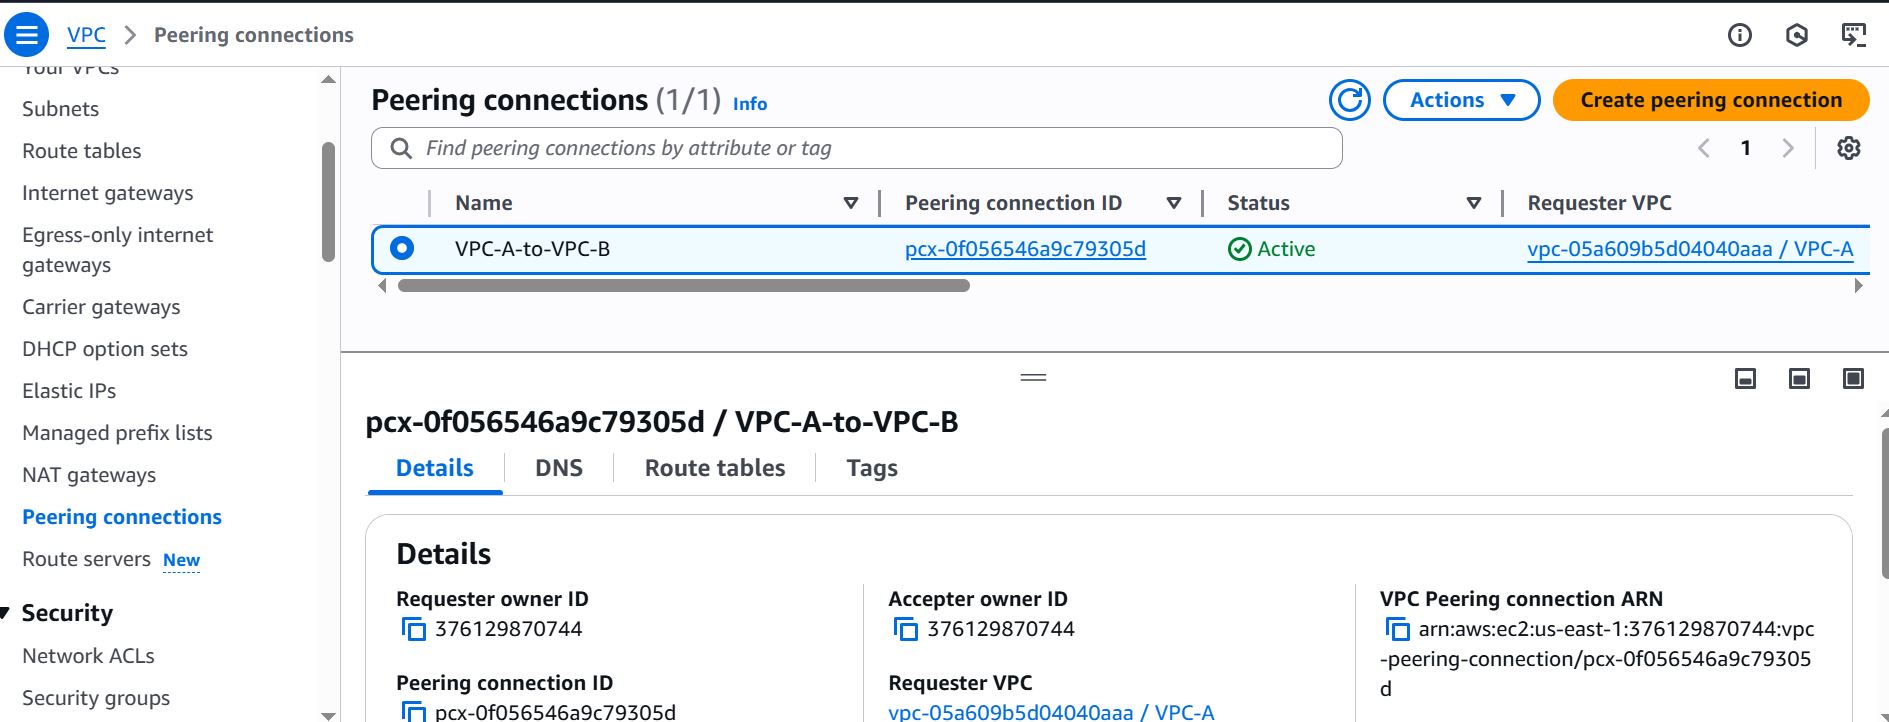 VPC > Peering connections
Your VPCs
Subnets
Route tables
Internet gateways
Egress-only internet
gateways
Carrier gateways
DHCP option sets
Elastic IPs
Managed prefix lists
NAT gateways
Peering connections
Route servers New
Security
Network ACLs
Security groups
Peering connections (1/1) Info
Actions
Create peering connection
Find peering connections by attribute or tag
1
Name Peering connection ID Status Requester VPC
VPC-A-to-VPC-B pcx-0f056546a9c79305d Active vpc-05a609b5d04040aaa / VPC-A
pcx-0f056546a9c79305d / VPC-A-to-VPC-B
Details DNS Route tables Tags
Details
Requester owner ID
376129870744
Peering connection ID
pcx-0f056546a9c79305d
Accepter owner ID
376129870744
Requester VPC
vpc-05a609b5d04040aaa / VPC-A
VPC Peering connection ARN
arn:aws:ec2:us-east-1:376129870744:vpc
-peering-connection/pcx-0f056546a9c79305
d